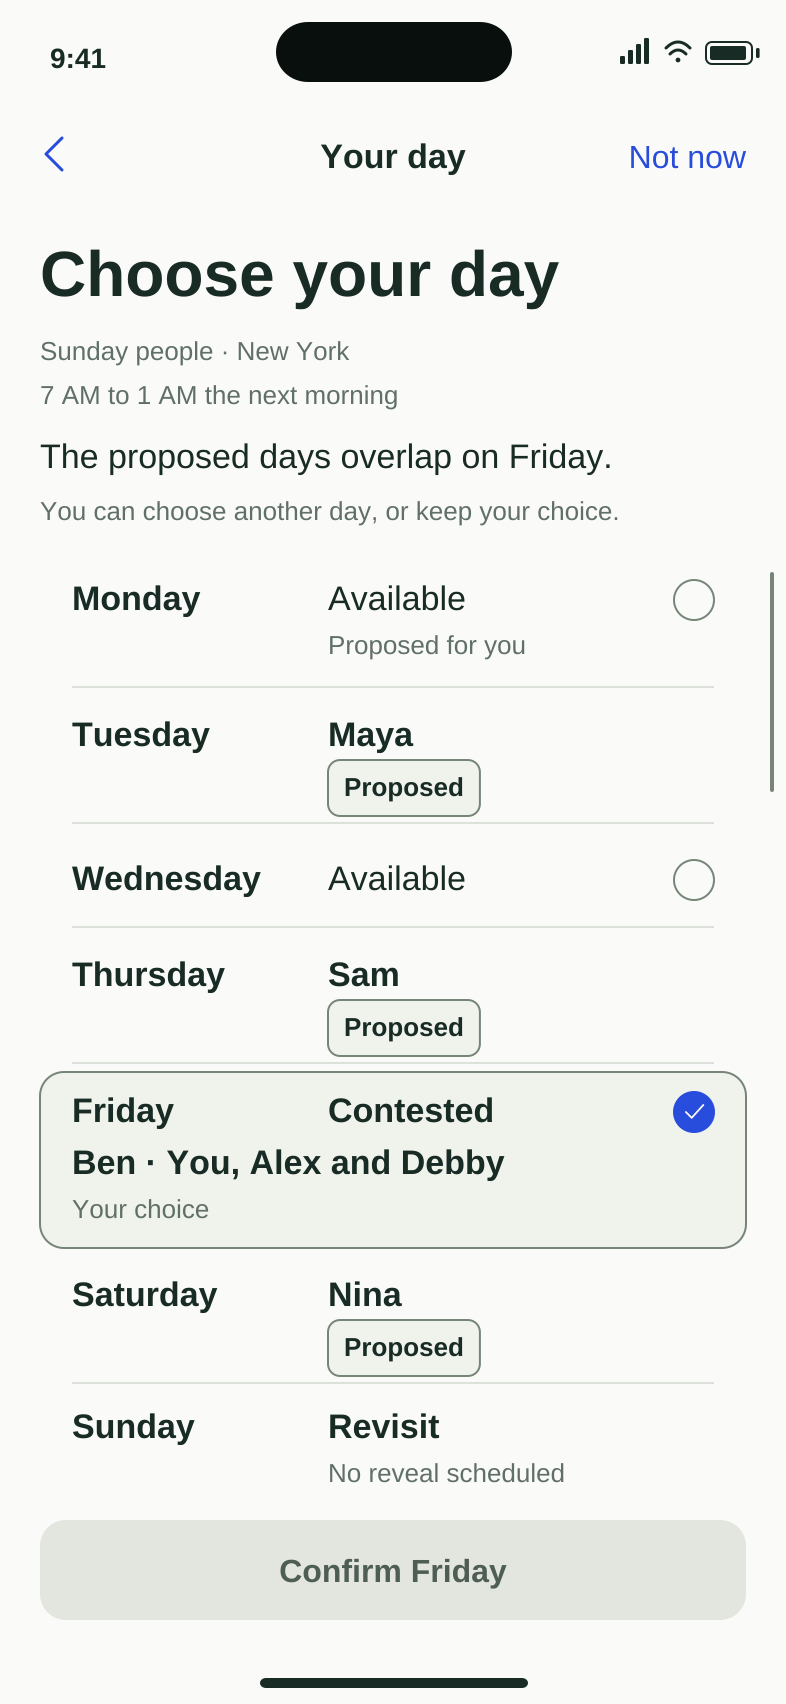 9:41
Your day
Not now
Choose your day
Sunday people · New York
7 AM to 1 AM the next morning
The proposed days overlap on Friday.
You can choose another day, or keep your choice.
Monday Available
Proposed for you
Tuesday Maya
Proposed
Wednesday Available
Thursday Sam
Proposed
Friday Contested
Ben · You, Alex and Debby
Your choice
Saturday Nina
Proposed
Sunday Revisit
No reveal scheduled
Confirm Friday